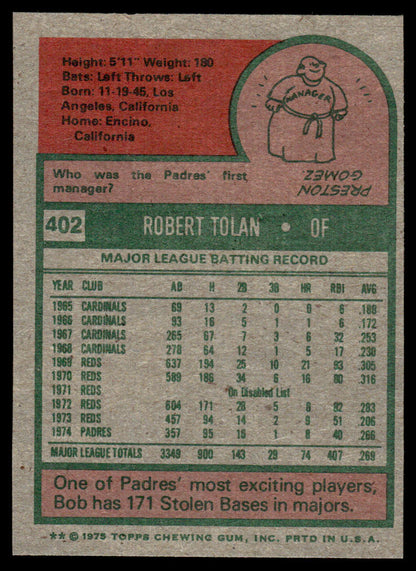 Height: 5'11" Weight: 180
Bats: Left Throws: Left
Born: 11-19-45, Los
Angeles, California
Home: Encino,
California
MANAGER
PRESTON
GOMEZ
Who was the Padres' first
manager?
402 ROBERT TOLAN • OF
MAJOR LEAGUE BATTING RECORD
YEAR CLUB AB H 2B 3B HR RBI AVG
1965 CARDINALS 69 13 2 0 0 6 .188
1966 CARDINALS 93 16 5 1 1 6 .172
1967 CARDINALS 265 67 7 3 6 32 .253
1968 CARDINALS 278 64 12 1 5 17 .230
1969 REDS 637 194 25 10 21 93 .305
1970 REDS 589 186 34 6 16 80 .316
1971 REDS On Disabled List
1972 REDS 604 171 28 5 8 82 .283
1973 REDS 457 94 14 2 9 51 .206
1974 PADRES 357 95 16 1 8 40 .266
MAJOR LEAGUE TOTALS 3349 900 143 29 74 407 .269
One of Padres' most exciting players,
Bob has 171 Stolen Bases in majors.
** © 1975 TOPPS CHEWING GUM, INC. PRTD IN U.S.A.